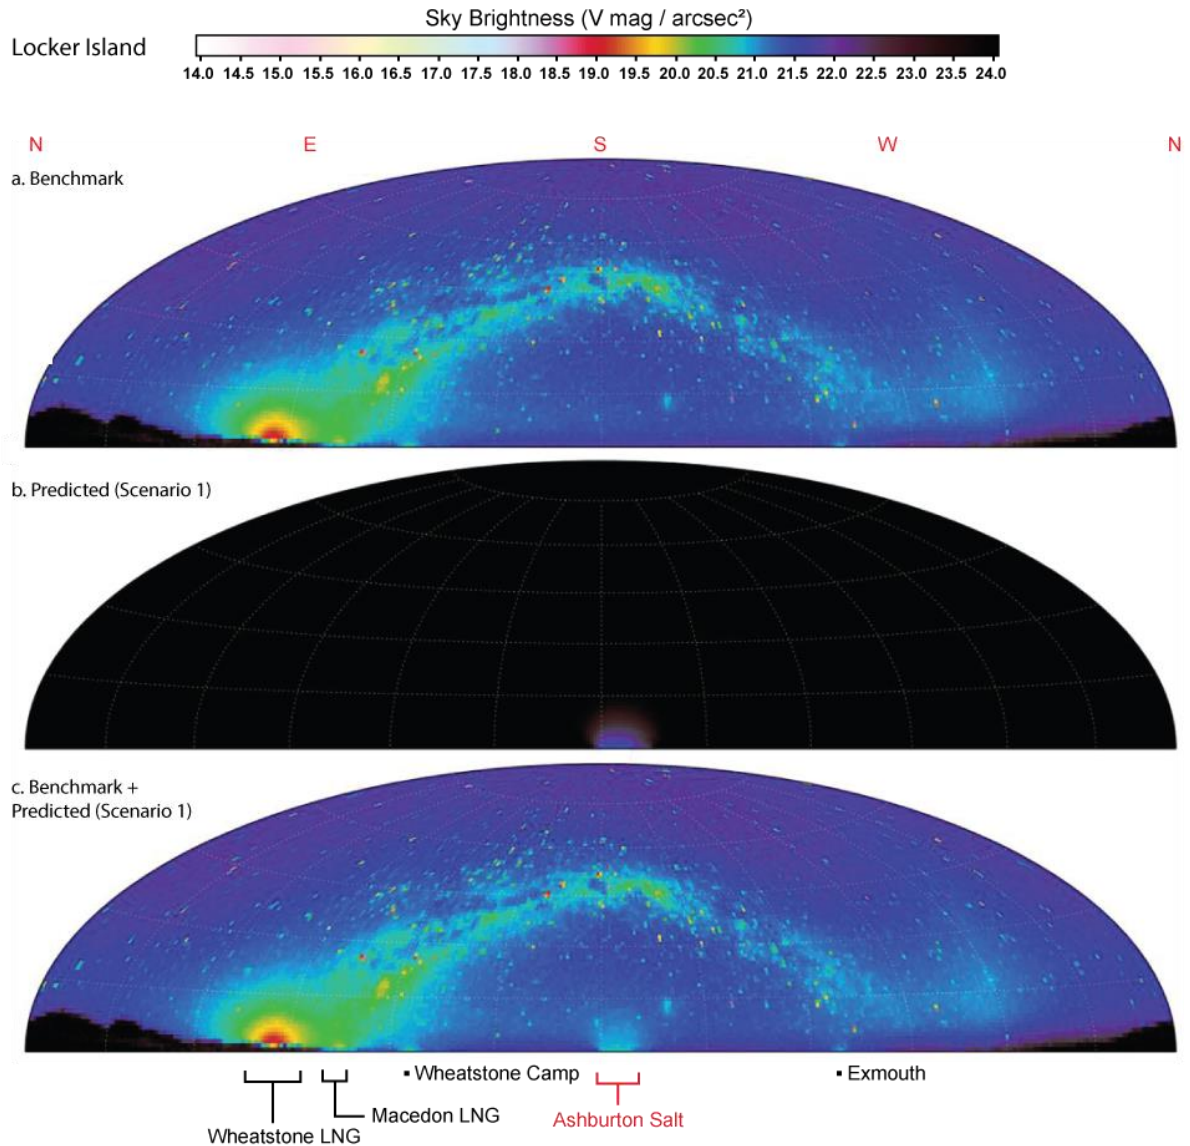 Sky Brightness (V mag / arcsec²)
Locker Island
14.0 14.5 15.0 15.5 16.0 16.5 17.0 17.5 18.0 18.5 19.0 19.5 20.0 20.5 21.0 21.5 22.0 22.5 23.0 23.5 24.0
N E S W N
a. Benchmark
b. Predicted (Scenario 1)
c. Benchmark +
Predicted (Scenario 1)
Wheatstone Camp
Exmouth
Macedon LNG
Ashburton Salt
Wheatstone LNG